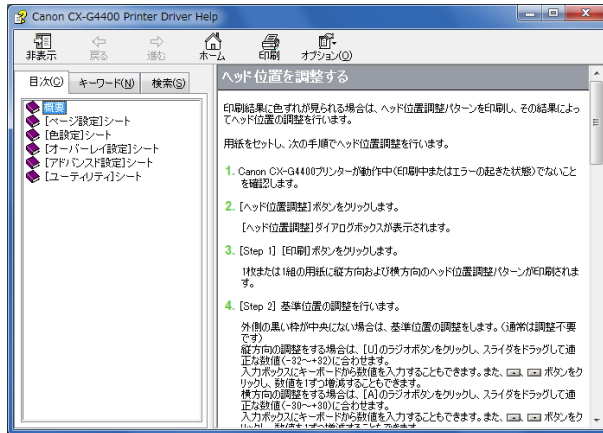 Canon CX-G4400 Printer Driver Help
非表示 戻る 進む ホーム 印刷 オプション(O)
目次(C) キーワード(N) 検索(S)
概要
[ページ設定]シート
[色設定]シート
[オーバーレイ設定]シート
[アドバンスド設定]シート
[ユーティリティ]シート
ヘッド位置を調整する
印刷結果に色ずれが見られる場合は、ヘッド位置調整パターンを印刷し、その結果によっ
てヘッド位置の調整を行います。
用紙をセットし、次の手順でヘッド位置調整を行います。
1. Canon CX-G4400プリンターが動作中(印刷中またはエラーの起きた状態)でないこと
を確認します。
2. [ヘッド位置調整]ボタンをクリックします。
[ヘッド位置調整]ダイアログボックスが表示されます。
3. [Step 1] [印刷]ボタンをクリックします。
1枚または1組の用紙に縦方向および横方向のヘッド位置調整パターンが印刷されま
す。
4. [Step 2] 基準位置の調整を行います。
外側の黒い枠が中央にない場合は、基準位置の調整をします。(通常は調整不要
です)
縦方向の調整をする場合は、[U]のラジオボタンをクリックし、スライダをドラッグして適
正な数値(-32～+32)に合わせます。
入力ボックスにキーボードから数値を入力することもできます。また、 、 ボタンをク
リックし、数値を1ずつ増減することもできます。
横方向の調整をする場合は、[A]のラジオボタンをクリックし、スライダをドラッグして適
正な数値(-30～+30)に合わせます。
入力ボックスにキーボードから数値を入力することもできます。また、 、 ボタンをク
リックし、数値を1ずつ増減することもできます。